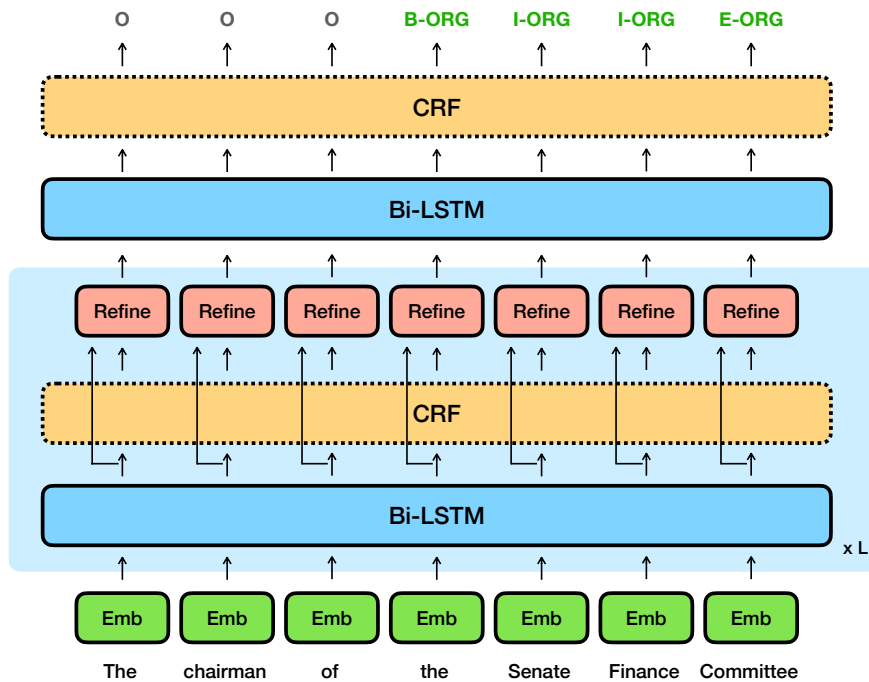 O O O B-ORG I-ORG I-ORG E-ORG
CRF
Bi-LSTM
Refine Refine Refine Refine Refine Refine Refine
CRF
Bi-LSTM
x L
Emb Emb Emb Emb Emb Emb Emb
The chairman of the Senate Finance Committee